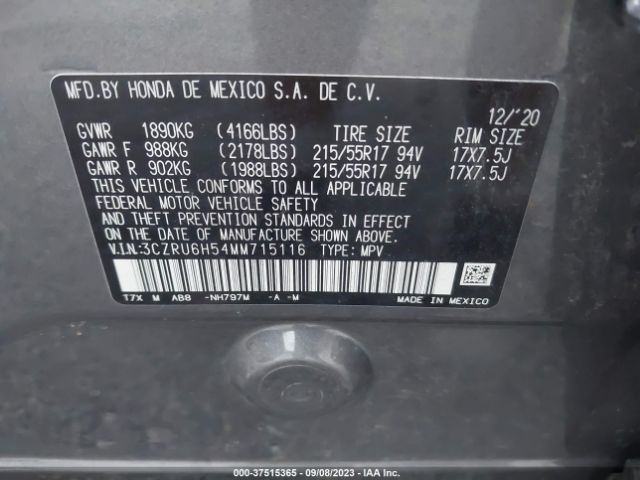 MFD.BY HONDA DE MEXICO S.A. DE C.V.
12/'20
GVWR 1890KG (4166LBS) TIRE SIZE RIM SIZE
GAWR F 988KG (2178LBS) 215/55R17 94V 17X7.5J
GAWR R 902KG (1988LBS) 215/55R17 94V 17X7.5J
THIS VEHICLE CONFORMS TO ALL APPLICABLE
FEDERAL MOTOR VEHICLE SAFETY
AND THEFT PREVENTION STANDARDS IN EFFECT
ON THE DATE OF MANUFACTURE SHOWN ABOVE.
V.I.N:3CZRU6H54MM715116 TYPE: MPV
T7X M AB8 -NH797M -A -M MADE IN MEXICO
000-37515365 - 09/08/2023 - IAA Inc.